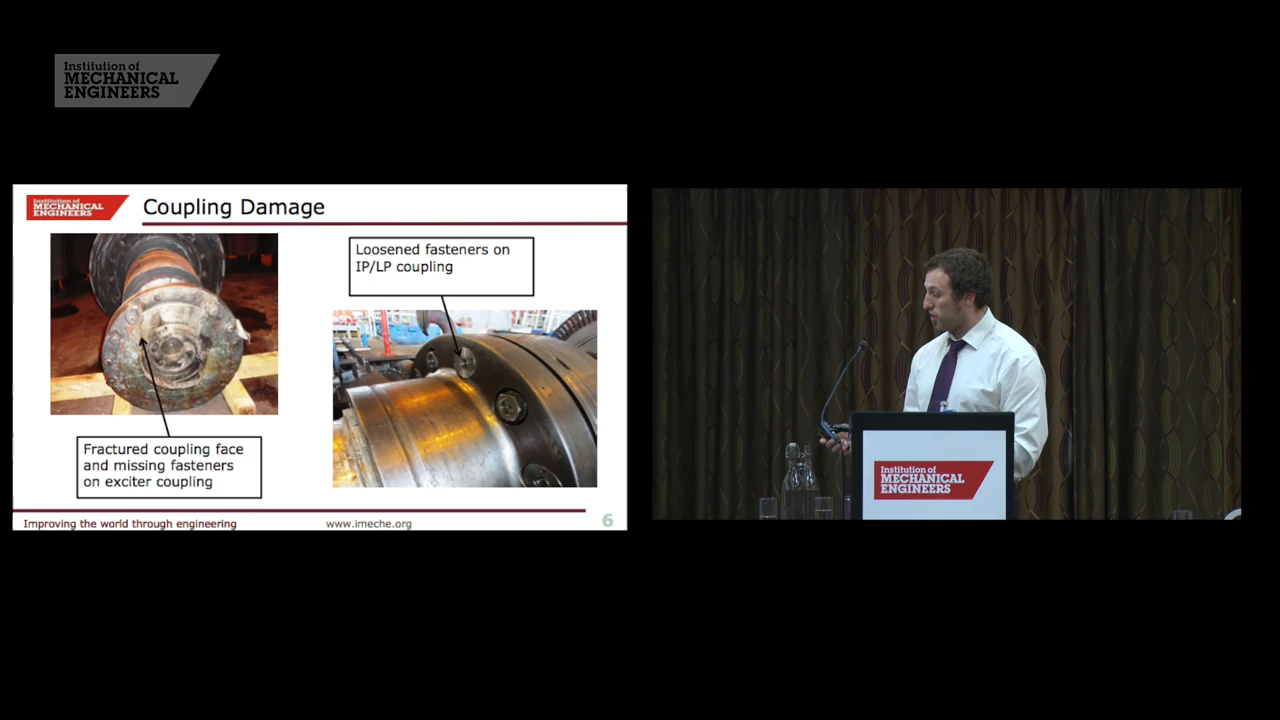 Institution of
MECHANICAL
ENGINEERS
Institution of
MECHANICAL
ENGINEERS
Coupling Damage
Loosened fasteners on
IP/LP coupling
Fractured coupling face
and missing fasteners
on exciter coupling
Improving the world through engineering
www.imeche.org
6
Institution of
MECHANICAL
ENGINEERS